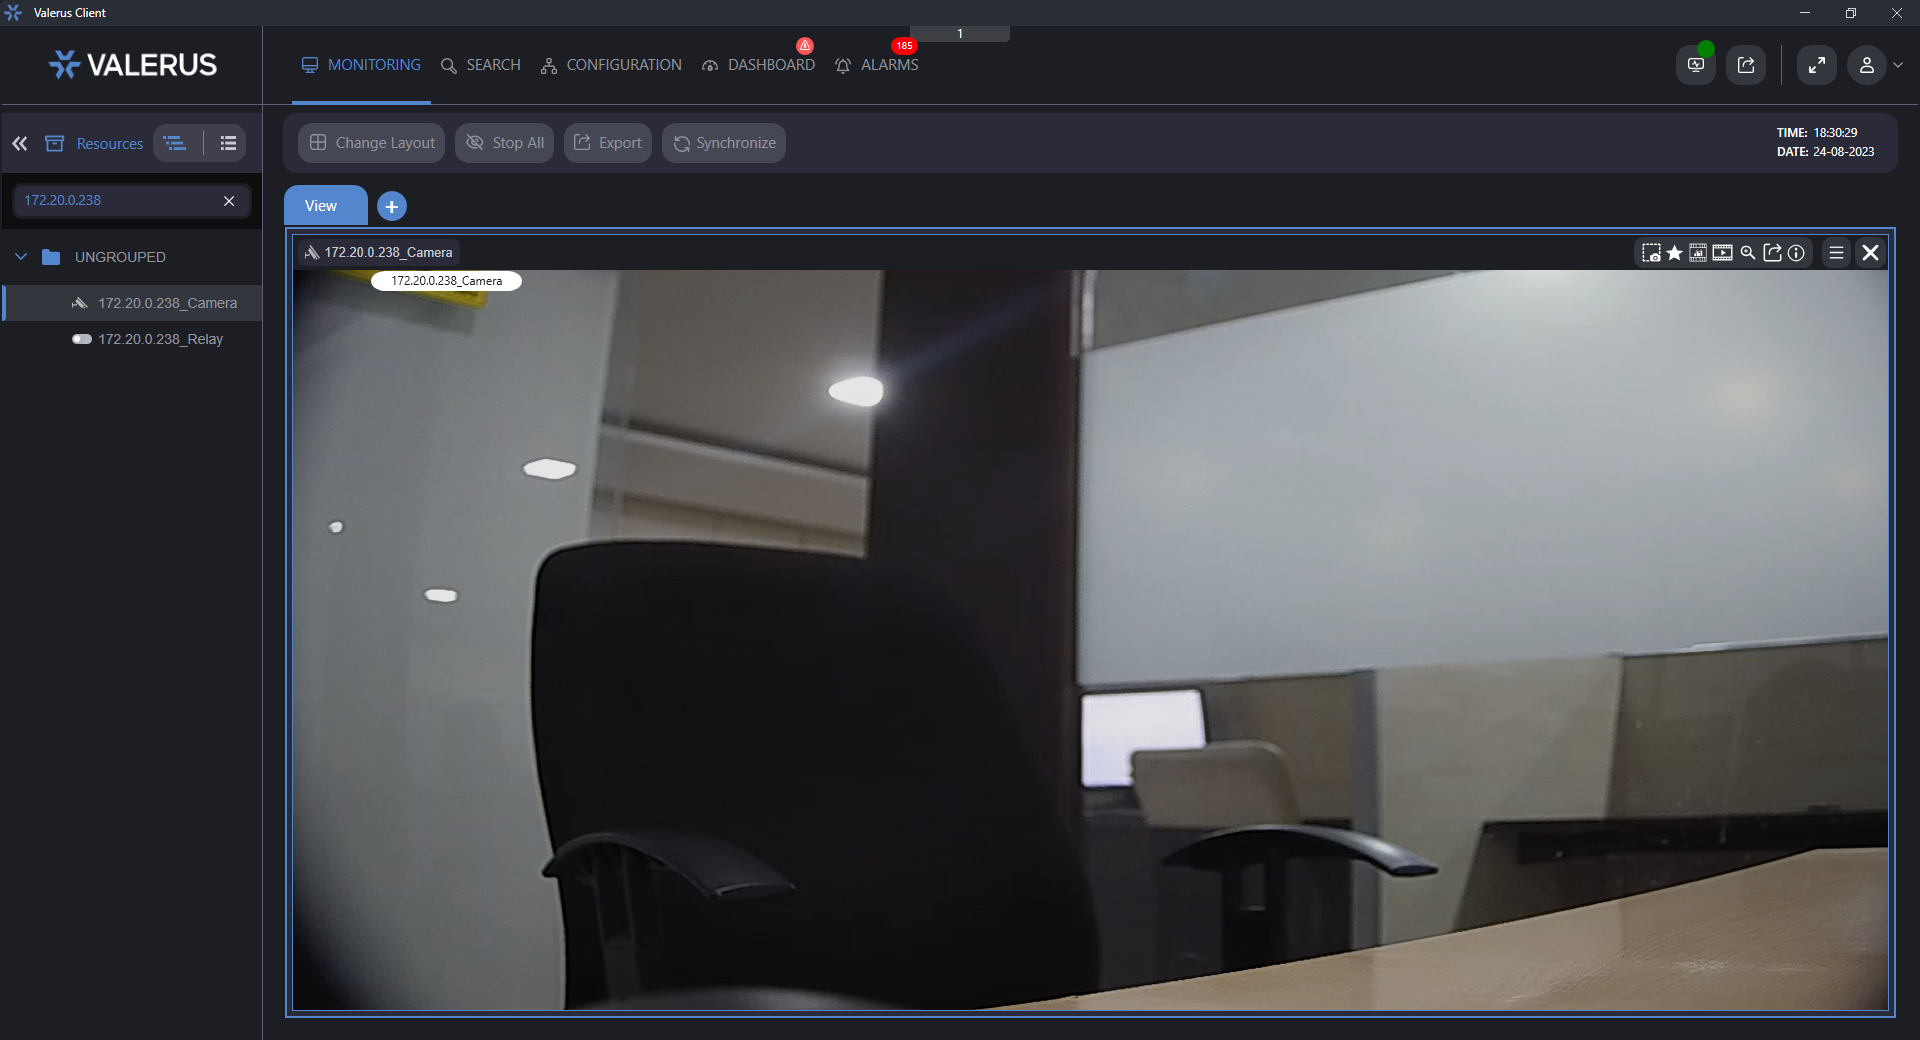 Valerus Client
1
VALERUS
MONITORING
SEARCH
CONFIGURATION
DASHBOARD
185
ALARMS
Resources
Change Layout
Stop All
Export
Synchronize
TIME: 18:30:29
DATE: 24-08-2023
172.20.0.238
View
UNGROUPED
172.20.0.238_Camera
172.20.0.238_Relay
172.20.0.238_Camera
172.20.0.238_Camera